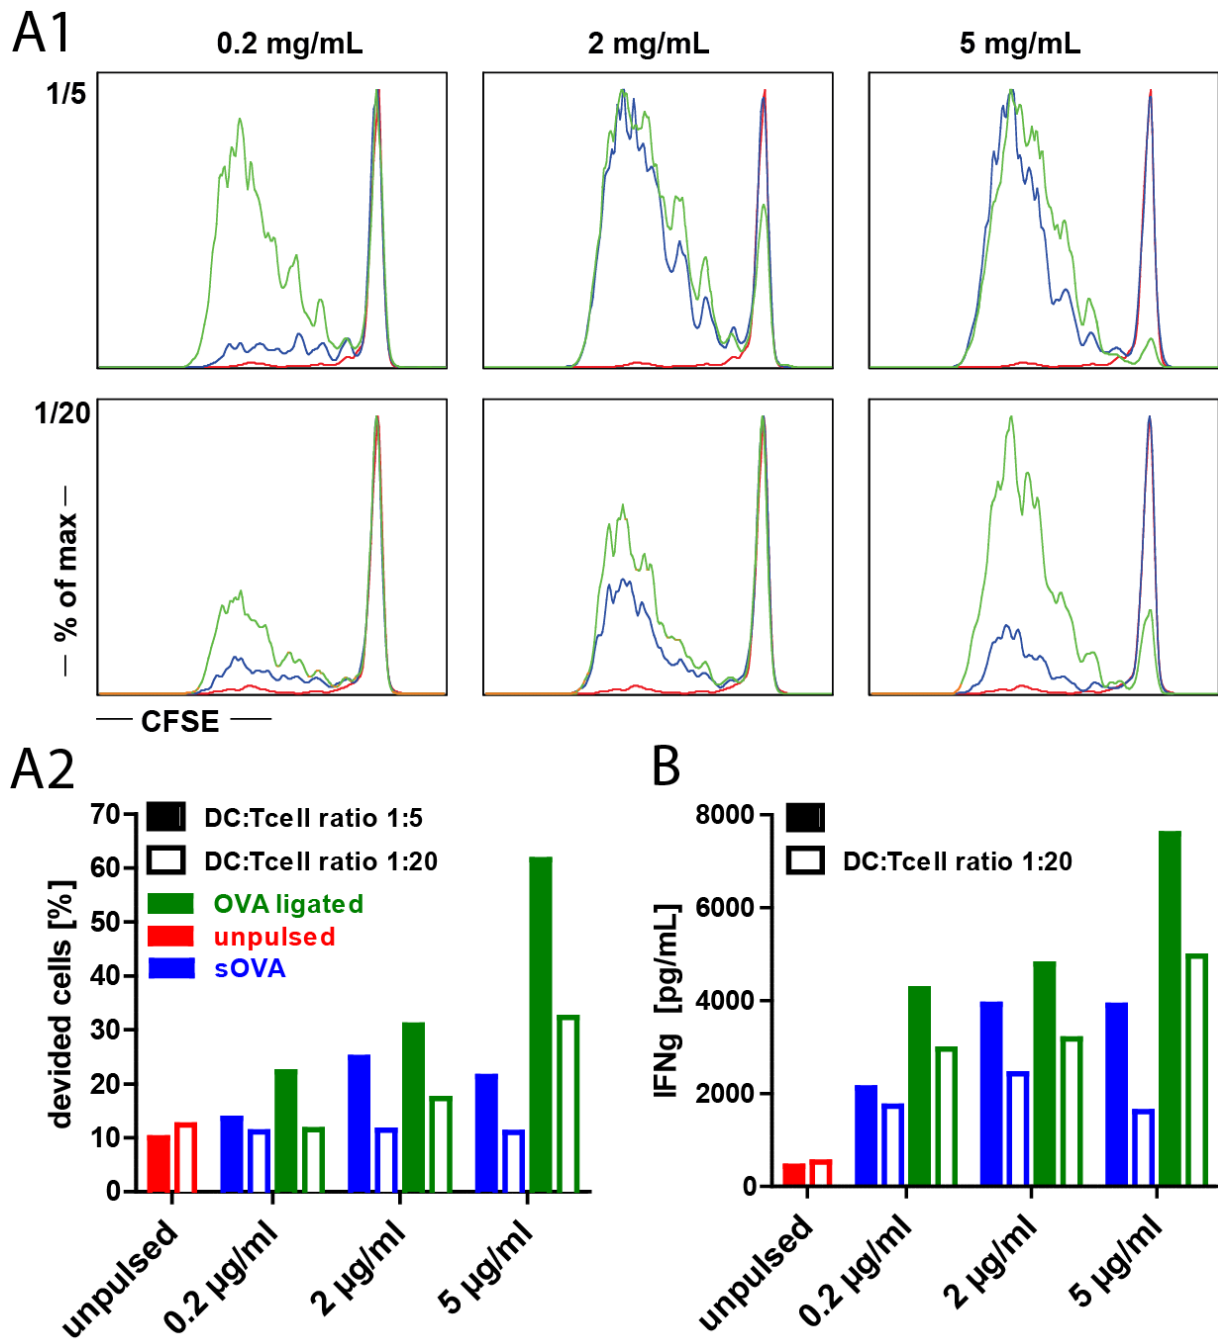 A1
0.2 mg/mL
2 mg/mL
5 mg/mL
1/5
1/20
% of max
CFSE
A2
70
60
50
40
30
20
10
0
devided cells [%]
DC:Tcell ratio 1:5
DC:Tcell ratio 1:20
OVA ligated
unpulsed
sOVA
unpulsed
0.2 µg/ml
2 µg/ml
5 µg/ml
B
8000
6000
4000
2000
0
IFNg [pg/mL]
DC:Tcell ratio 1:20
unpulsed
0.2 µg/ml
2 µg/ml
5 µg/ml